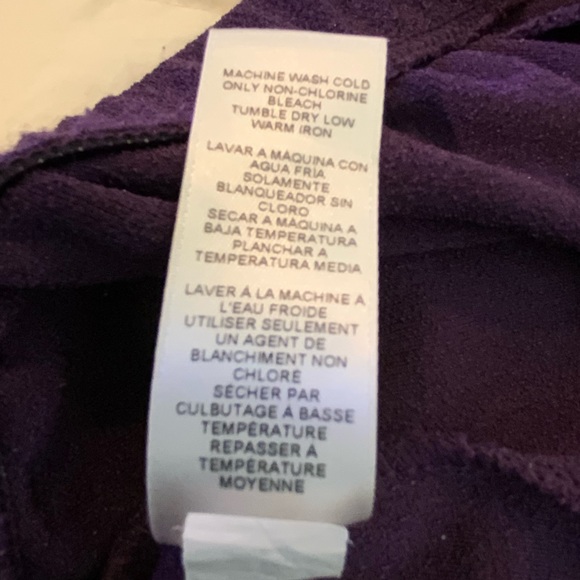 MACHINE WASH COLD
ONLY NON-CHLORINE
BLEACH
TUMBLE DRY LOW
WARM IRON
LAVAR A MÁQUINA CON
AGUA FRÍA
SOLAMENTE
BLANQUEADOR SIN
CLORO
SECAR A MÁQUINA A
BAJA TEMPERATURA
PLANCHAR A
TEMPERATURA MEDIA
LAVER À LA MACHINE À
L'EAU FROIDE
UTILISER SEULEMENT
UN AGENT DE
BLANCHIMENT NON
CHLORÉ
SÉCHER PAR
CULBUTAGE À BASSE
TEMPÉRATURE
REPASSER À
TEMPÉRATURE
MOYENNE